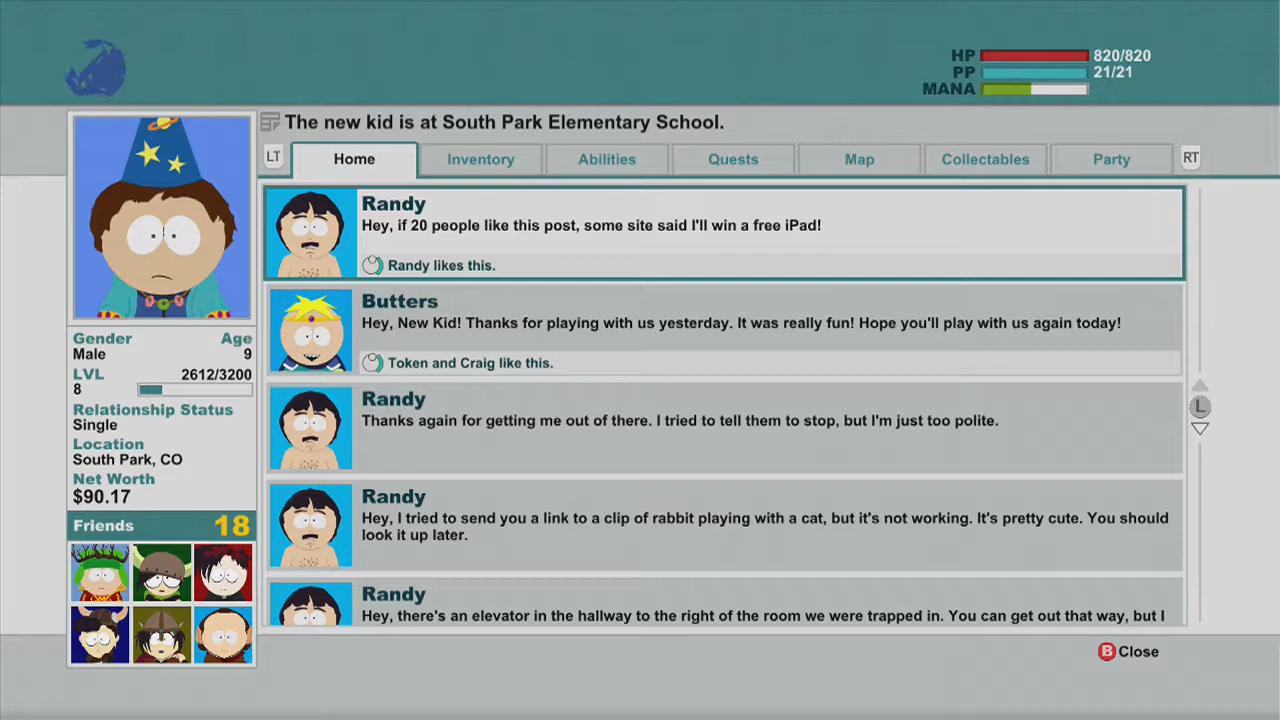 HP 820/820
PP 21/21
MANA
The new kid is at South Park Elementary School.
LT Home Inventory Abilities Quests Map Collectables Party RT
Randy
Hey, if 20 people like this post, some site said I'll win a free iPad!
Randy likes this.
Butters
Hey, New Kid! Thanks for playing with us yesterday. It was really fun! Hope you'll play with us again today!
Token and Craig like this.
Randy
Thanks again for getting me out of there. I tried to tell them to stop, but I'm just too polite.
Randy
Hey, I tried to send you a link to a clip of rabbit playing with a cat, but it's not working. It's pretty cute. You should
look it up later.
Randy
Hey, there's an elevator in the hallway to the right of the room we were trapped in. You can get out that way, but I
Gender Age
Male 9
LVL 2612/3200
8
Relationship Status
Single
Location
South Park, CO
Net Worth
$90.17
Friends 18
L
B Close